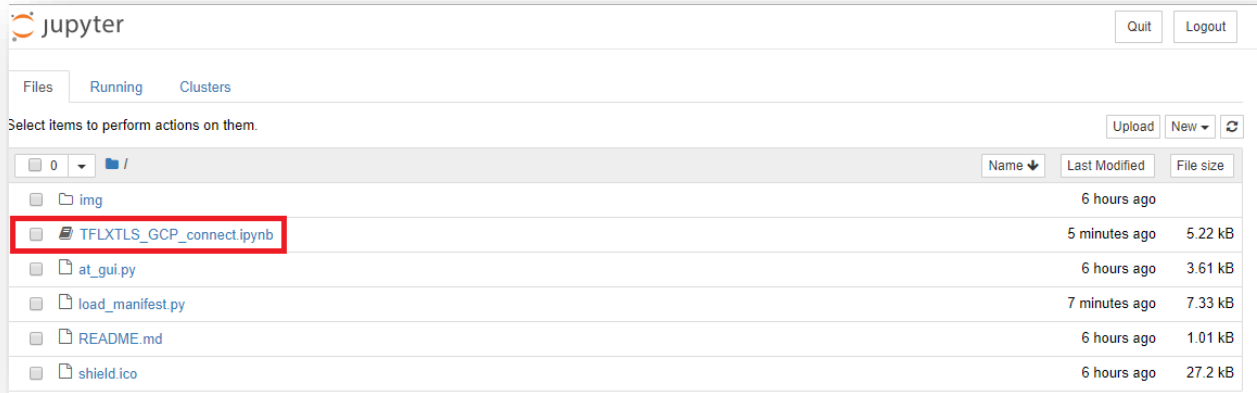 jupyter
Quit Logout
Files Running Clusters
Select items to perform actions on them.
Upload New
0 / Name Last Modified File size
img 6 hours ago
TFLXTLS_GCP_connect.ipynb 5 minutes ago 5.22 kB
at_gui.py 6 hours ago 3.61 kB
load_manifest.py 7 minutes ago 7.33 kB
README.md 6 hours ago 1.01 kB
shield.ico 6 hours ago 27.2 kB